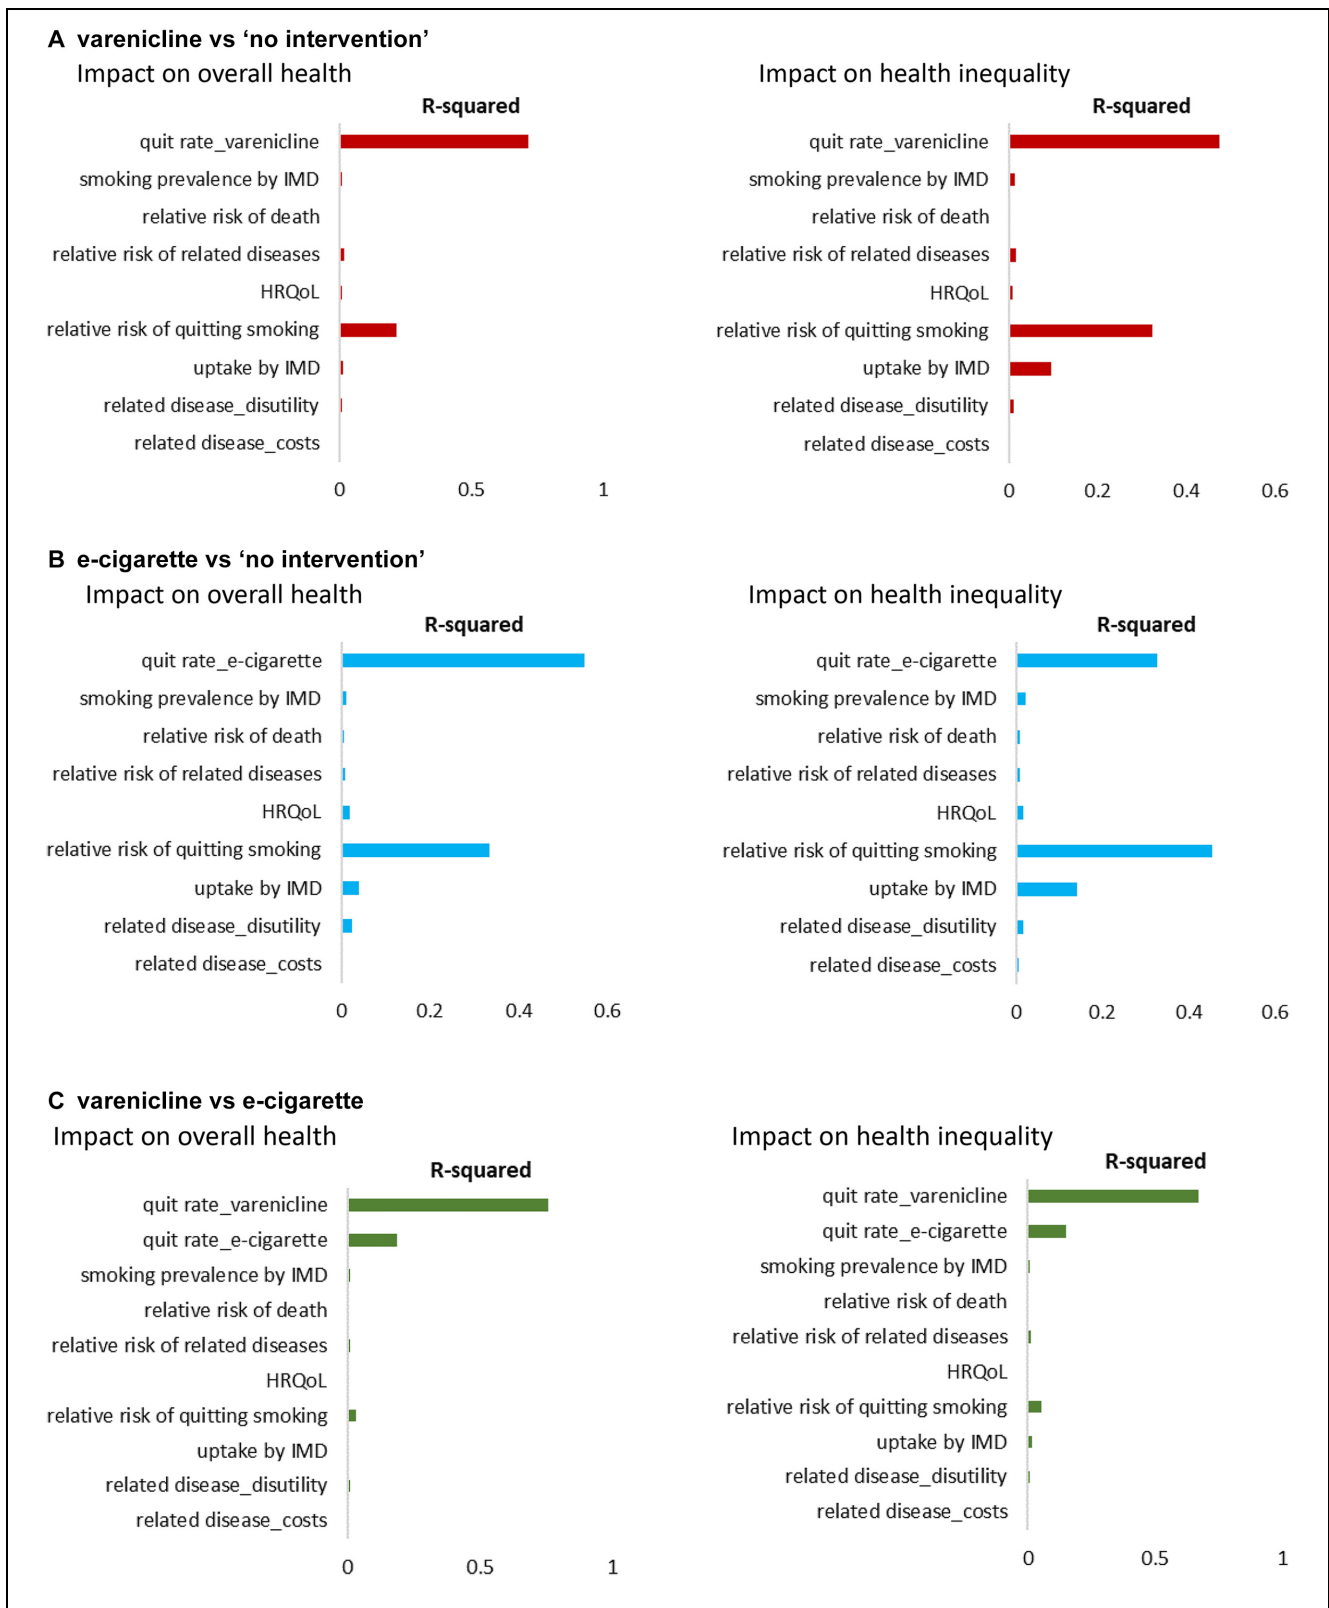 A varenicline vs ‘no intervention’
Impact on overall health
R-squared
quit rate_varenicline
smoking prevalence by IMD
relative risk of death
relative risk of related diseases
HRQoL
relative risk of quitting smoking
uptake by IMD
related disease_disutility
related disease_costs
0 0.5 1
Impact on health inequality
R-squared
quit rate_varenicline
smoking prevalence by IMD
relative risk of death
relative risk of related diseases
HRQoL
relative risk of quitting smoking
uptake by IMD
related disease_disutility
related disease_costs
0 0.2 0.4 0.6
B e-cigarette vs ‘no intervention’
Impact on overall health
R-squared
quit rate_e-cigarette
smoking prevalence by IMD
relative risk of death
relative risk of related diseases
HRQoL
relative risk of quitting smoking
uptake by IMD
related disease_disutility
related disease_costs
0 0.2 0.4 0.6
Impact on health inequality
R-squared
quit rate_e-cigarette
smoking prevalence by IMD
relative risk of death
relative risk of related diseases
HRQoL
relative risk of quitting smoking
uptake by IMD
related disease_disutility
related disease_costs
0 0.2 0.4 0.6
C varenicline vs e-cigarette
Impact on overall health
R-squared
quit rate_varenicline
quit rate_e-cigarette
smoking prevalence by IMD
relative risk of death
relative risk of related diseases
HRQoL
relative risk of quitting smoking
uptake by IMD
related disease_disutility
related disease_costs
0 0.5 1
Impact on health inequality
R-squared
quit rate_varenicline
quit rate_e-cigarette
smoking prevalence by IMD
relative risk of death
relative risk of related diseases
HRQoL
relative risk of quitting smoking
uptake by IMD
related disease_disutility
related disease_costs
0 0.5 1